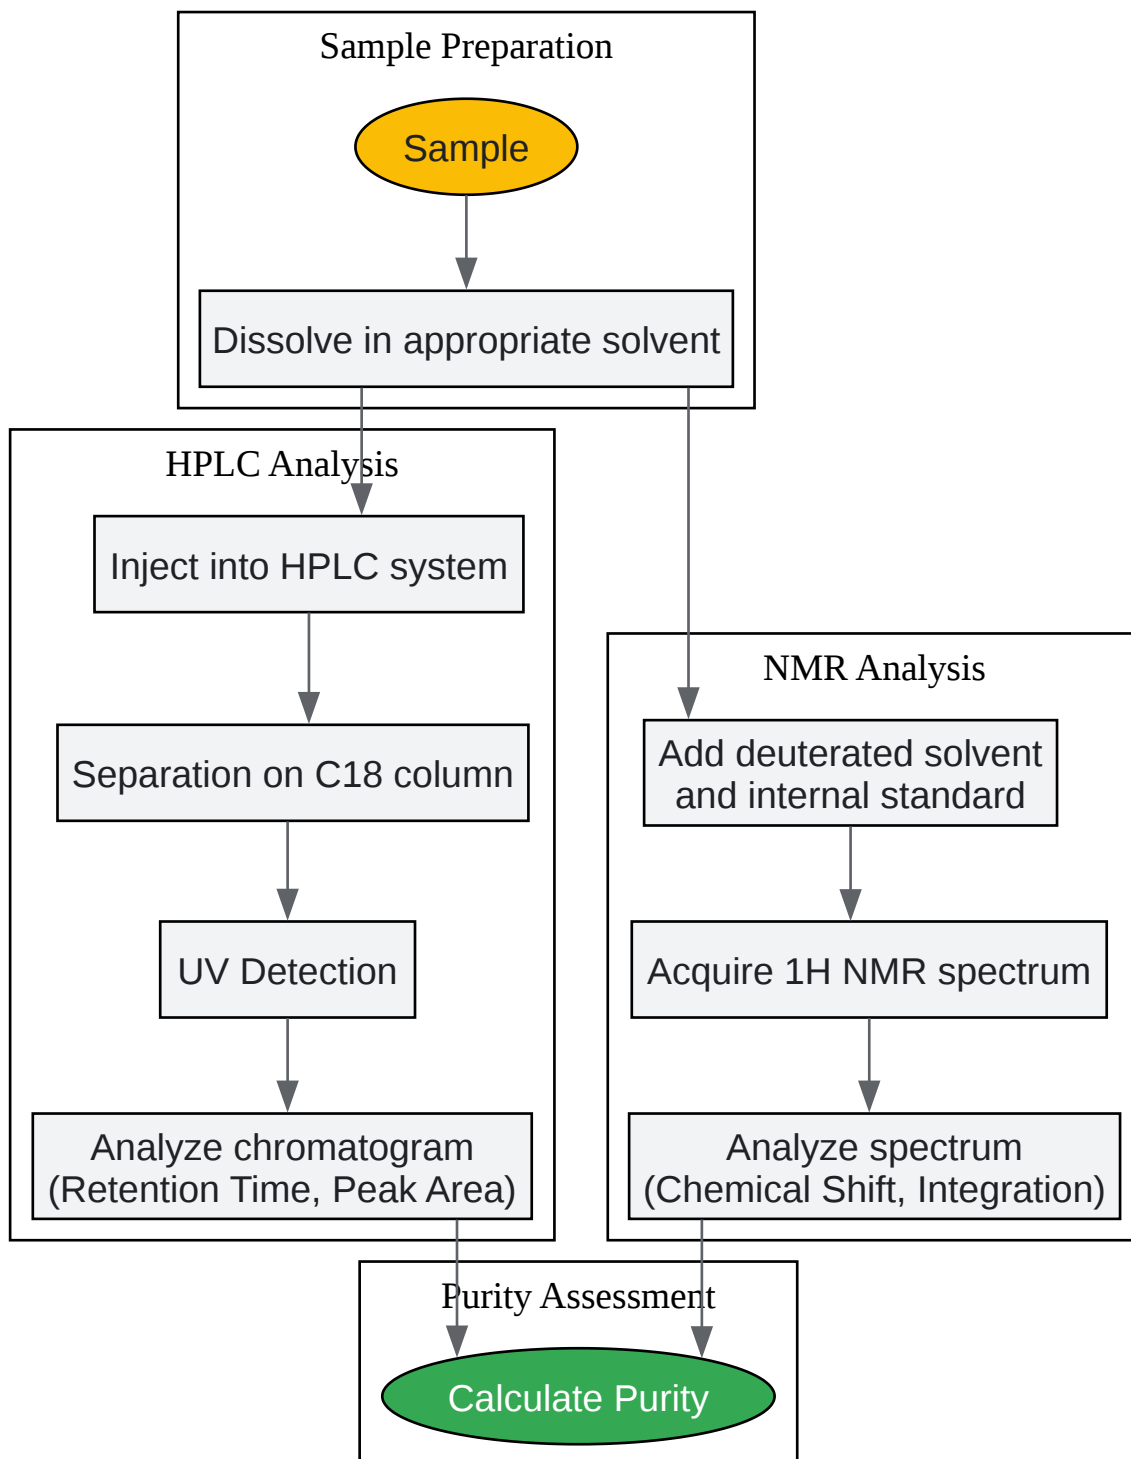 Sample Preparation
Sample
Dissolve in appropriate solvent
HPLC Analysis
Inject into HPLC system
Separation on C18 column
UV Detection
Analyze chromatogram
(Retention Time, Peak Area)
NMR Analysis
Add deuterated solvent
and internal standard
Acquire 1H NMR spectrum
Analyze spectrum
(Chemical Shift, Integration)
Purity Assessment
Calculate Purity